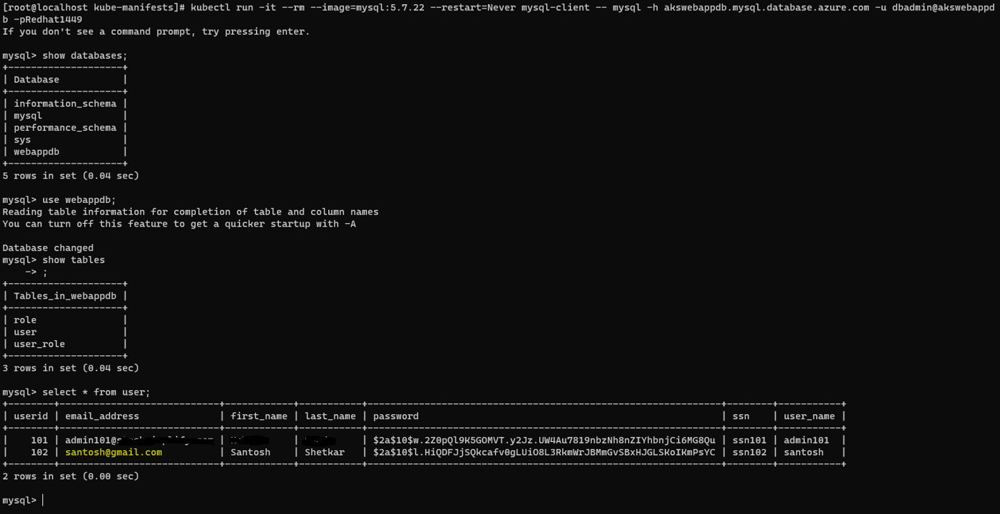 [root@localhost kube-manifests]# kubectl run -it --rm --image=mysql:5.7.22 --restart=Never mysql-client -- mysql -h akswebappdb.mysql.database.azure.com -u dbadmin@akswebappd
b -pRedhat1449
If you don't see a command prompt, try pressing enter.
mysql> show databases;
+--------------------+
| Database           |
+--------------------+
| information_schema |
| mysql              |
| performance_schema |
| sys                |
| webappdb           |
+--------------------+
5 rows in set (0.04 sec)
mysql> use webappdb;
Reading table information for completion of table and column names
You can turn off this feature to get a quicker startup with -A
Database changed
mysql> show tables
    -> ;
+--------------------+
| Tables_in_webappdb |
+--------------------+
| role               |
| user               |
| user_role          |
+--------------------+
3 rows in set (0.04 sec)
mysql> select * from user;
+--------+----------------------------+------------+-----------+--------------------------------------------------------------+--------+-----------+
| userid | email_address              | first_name | last_name | password                                                     | ssn    | user_name |
+--------+----------------------------+------------+-----------+--------------------------------------------------------------+--------+-----------+
|    101 | admin101@ | | | $2a$10$w.2Z0pQl9K5GOMVT.y2Jz.UW4Au7819nbzNh8nZIYhbnjCi6MG8Qu | ssn101 | admin101  |
|    102 | santosh@gmail.com          | Santosh    | Shetkar   | $2a$10$l.HiQDFJjSQkcafv0gLUiO8L3RkmWrJBMmGvSBxHJGLSKoIKmPsYC | ssn102 | santosh   |
+--------+----------------------------+------------+-----------+--------------------------------------------------------------+--------+-----------+
2 rows in set (0.00 sec)
mysql>